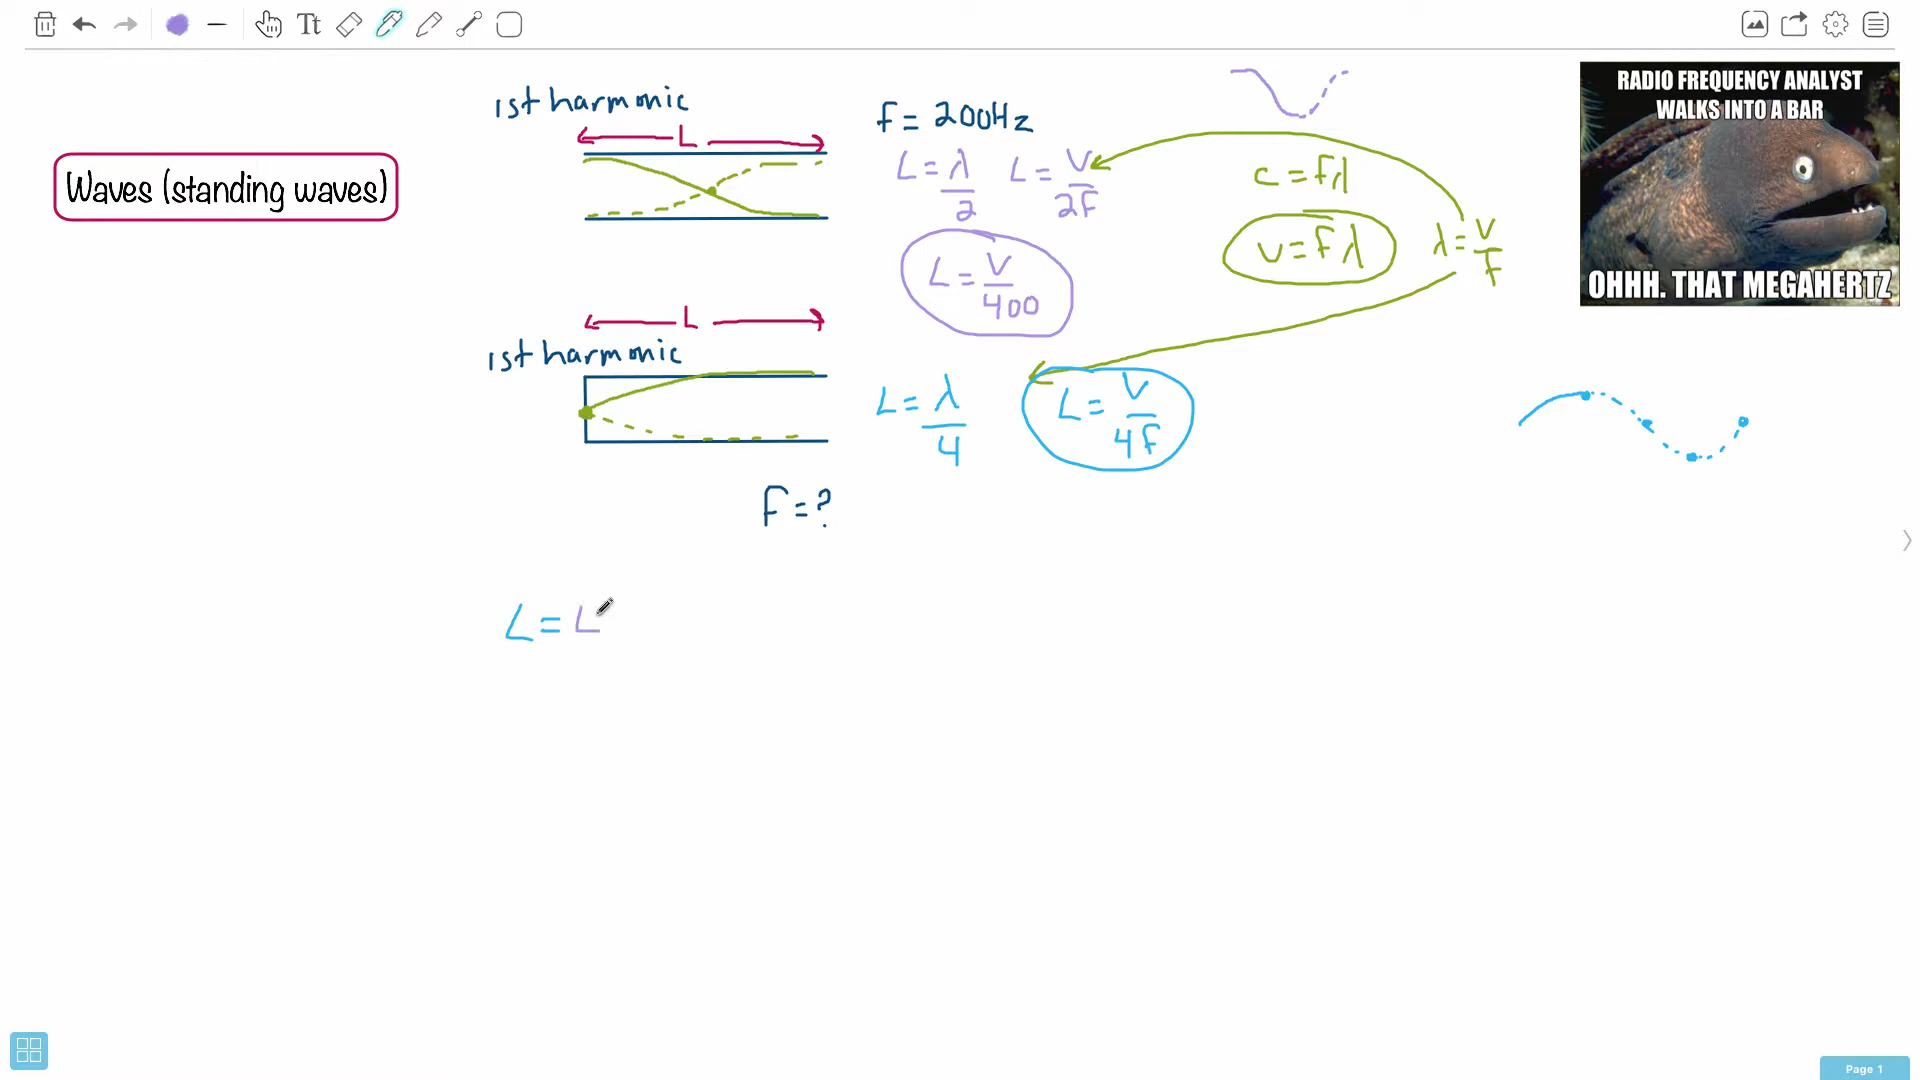 Tt
1st harmonic
L
Waves (standing waves)
f = 200Hz
L = λ/2 L = V/2F
L = V/400
c = fλ
v = fλ
λ = V/f
RADIO FREQUENCY ANALYST
WALKS INTO A BAR
OHHH. THAT MEGAHERTZ
L
1st harmonic
L = λ/4 L = V/4f
F = ?
L = L
Page 1